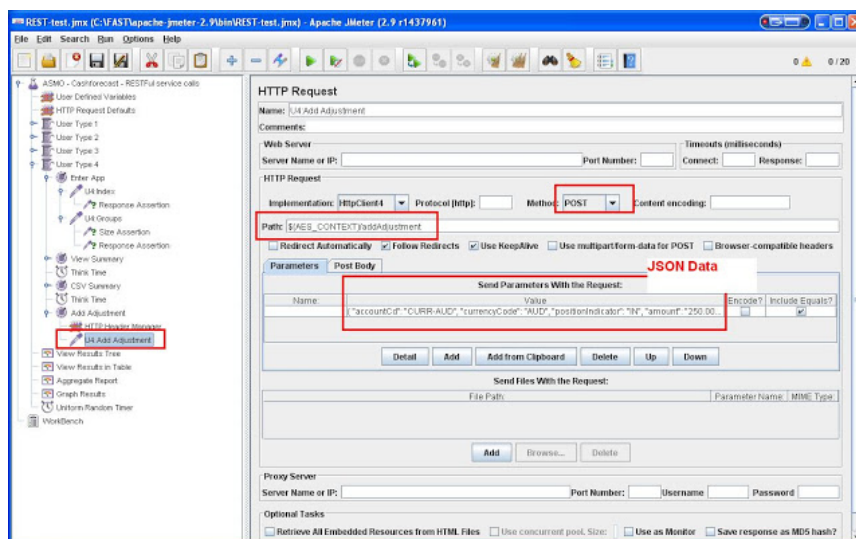 REST-test.jmx (C:\FAST\apache-jmeter-2.9\bin\REST-test.jmx) - Apache JMeter (2.9 r1437961)
File Edit Search Run Options Help
0 0/20
ASMO - Cashforecast - RESTFul service calls
User Defined Variables
HTTP Request Defaults
User Type 1
User Type 2
User Type 3
User Type 4
Enter App
U4 Index
Response Assertion
U4 Groups
Size Assertion
Response Assertion
View Summary
Think Time
CSV Summary
Think Time
Add Adjustment
HTTP Header Manager
U4 Add Adjustment
View Results Tree
View Results in Table
Aggregate Report
Graph Results
Uniform Random Timer
WorkBench
HTTP Request
Name: U4 Add Adjustment
Comments:
Web Server
Server Name or IP: Port Number:
Timeouts (milliseconds)
Connect: Response:
HTTP Request
Implementation: HttpClient4 Protocol [http]: Method: POST Content encoding:
Path: ${AES_CONTEXT}/addAdjustment
Redirect Automatically Follow Redirects Use KeepAlive Use multipart/form-data for POST Browser-compatible headers
Parameters Post Body
JSON Data
Send Parameters With the Request:
Name: Value Encode? Include Equals?
{ "accountCd": "CURR-AUD", "currencyCode": "AUD", "positionIndicator": "IN", "amount": "250.00...
Detail Add Add from Clipboard Delete Up Down
Send Files With the Request:
File Path: Parameter Name: MIME Type:
Add Browse... Delete
Proxy Server
Server Name or IP: Port Number: Username Password
Optional Tasks
Retrieve All Embedded Resources from HTML Files Use concurrent pool. Size: Use as Monitor Save response as MD5 hash?